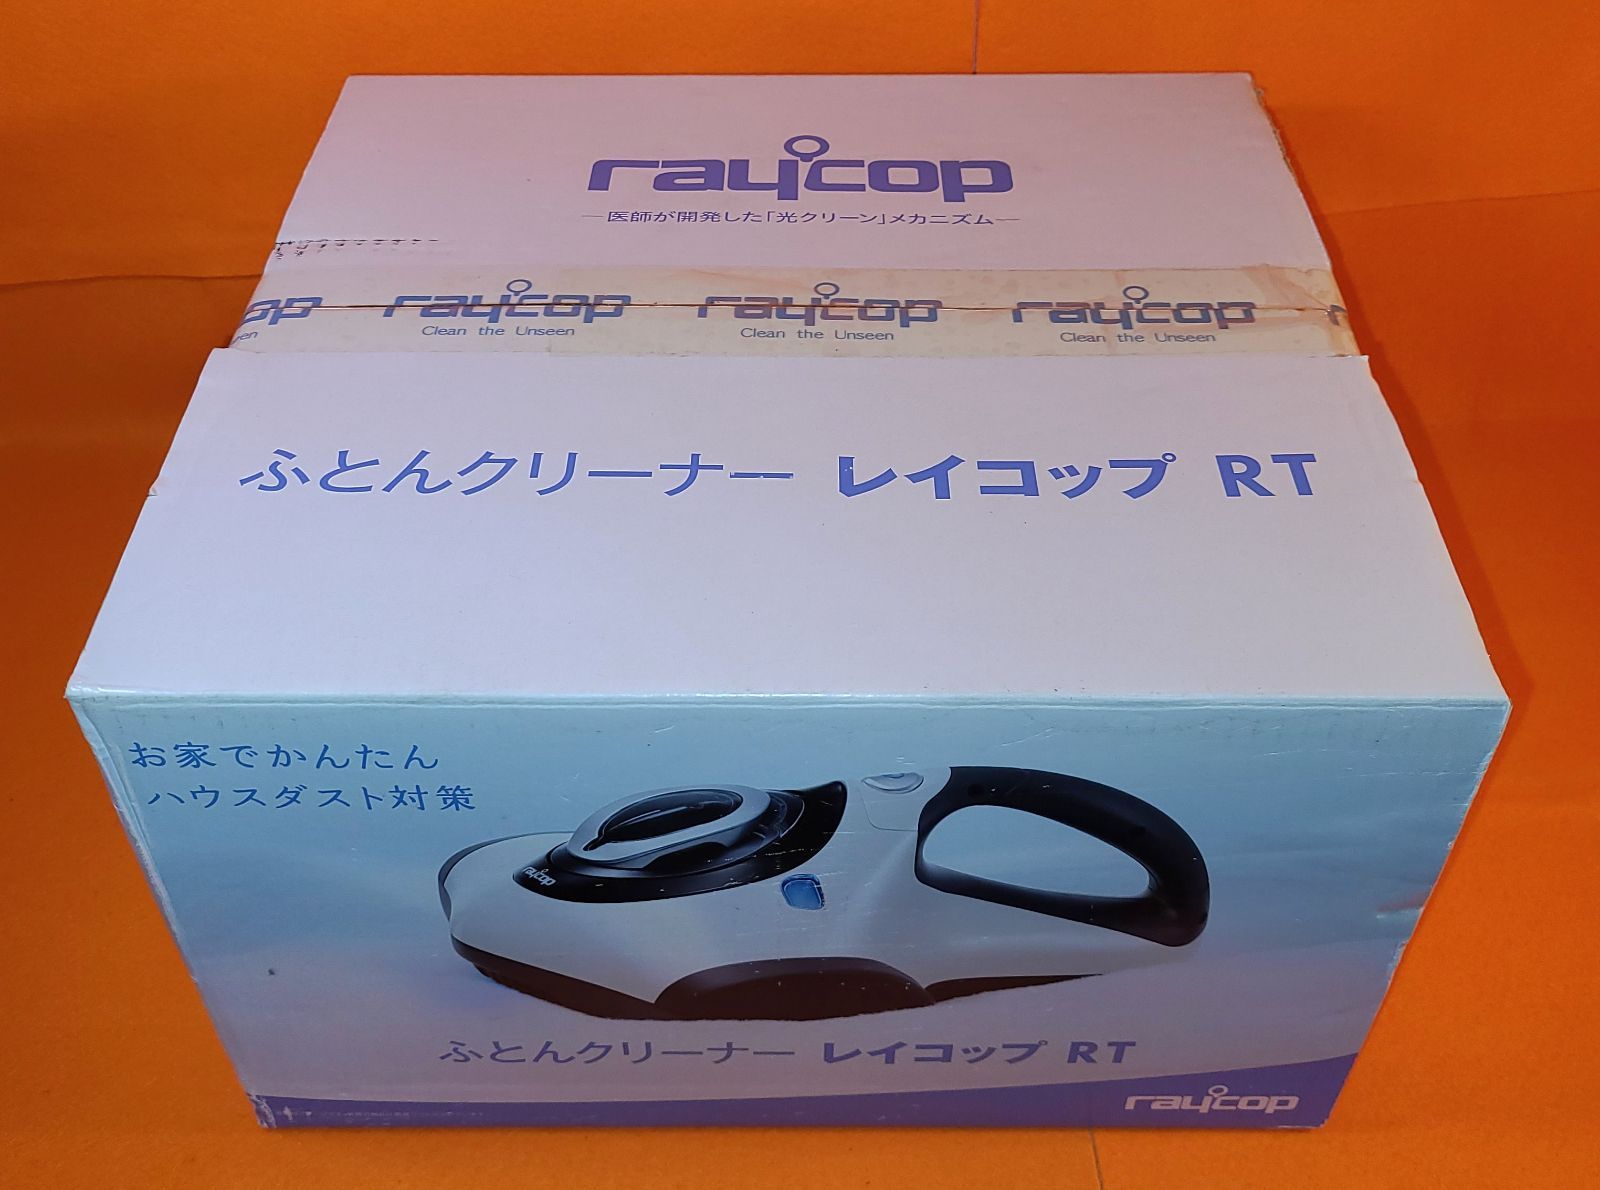 raycop
医師が開発した「光クリーン」メカニズム
raycop raycop raycop
Clean the Unseen Clean the Unseen Clean the Unseen
ふとんクリーナー レイコップ RT
お家でかんたん
ハウスダスト対策
raycop
ふとんクリーナー レイコップ RT
raycop